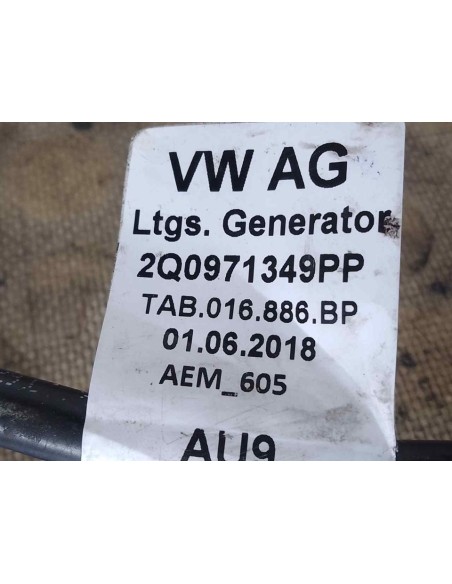 VW AG
Ltgs. Generator
2Q0971349PP
TAB.016.886.BP
01.06.2018
AEM_605
AU9